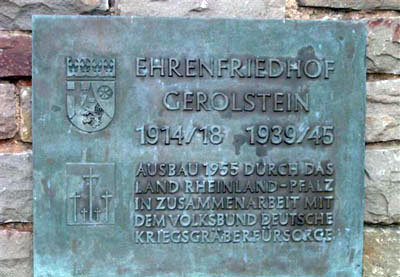 EHRENFRIEDHOF
GEROLSTEIN
1914/18 1939/45
AUSBAU 1955 DURCH DAS
LAND RHEINLAND-PFALZ
IN ZUSAMMENARBEIT MIT
DEM VOLKSBUND DEUTSCHE
KRIEGSGRÄBERFÜRSORGE